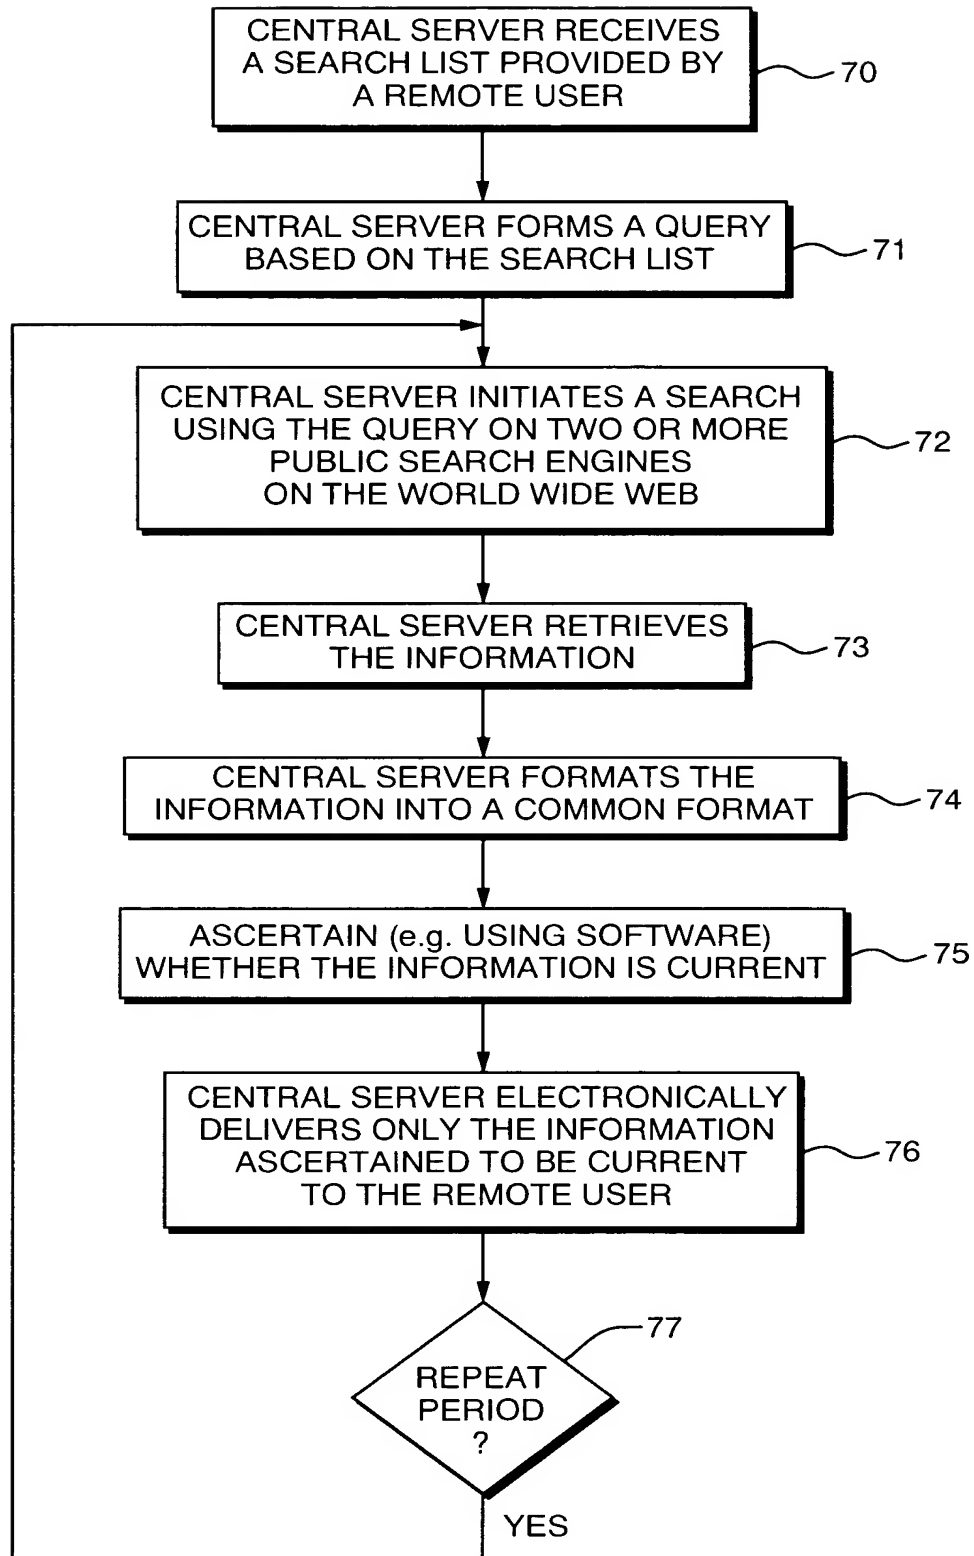 CENTRAL SERVER RECEIVES
A SEARCH LIST PROVIDED BY
A REMOTE USER
70
CENTRAL SERVER FORMS A QUERY
BASED ON THE SEARCH LIST
71
CENTRAL SERVER INITIATES A SEARCH
USING THE QUERY ON TWO OR MORE
PUBLIC SEARCH ENGINES
ON THE WORLD WIDE WEB
72
CENTRAL SERVER RETRIEVES
THE INFORMATION
73
CENTRAL SERVER FORMATS THE
INFORMATION INTO A COMMON FORMAT
74
ASCERTAIN (e.g. USING SOFTWARE)
WHETHER THE INFORMATION IS CURRENT
75
CENTRAL SERVER ELECTRONICALLY
DELIVERS ONLY THE INFORMATION
ASCERTAINED TO BE CURRENT
TO THE REMOTE USER
76
77
REPEAT
PERIOD
?
YES